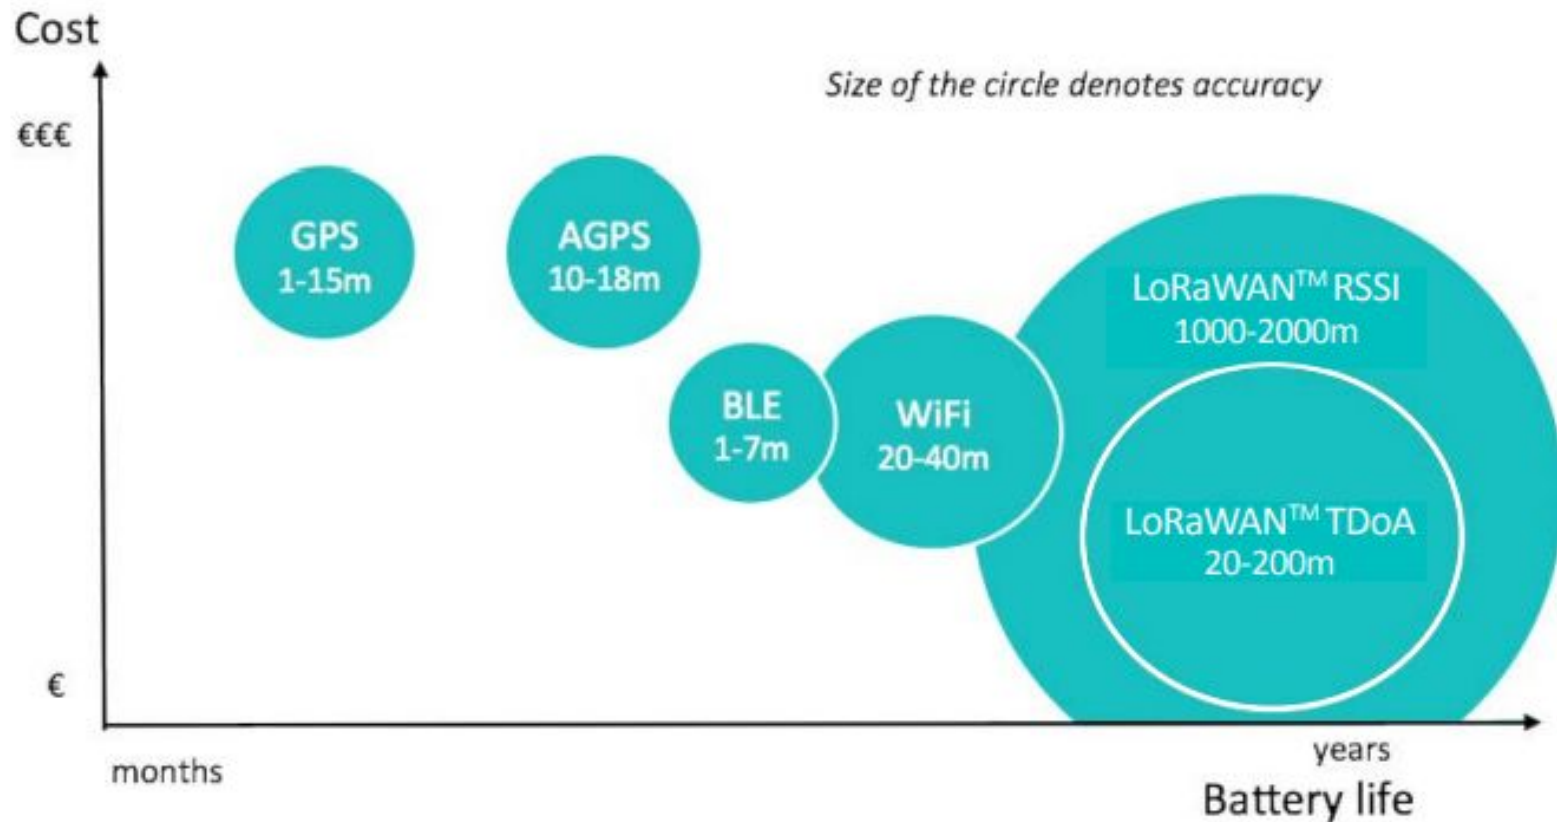 Cost
Size of the circle denotes accuracy
€€€
GPS
1-15m
AGPS
10-18m
LoRaWAN™ RSSI
1000-2000m
BLE
1-7m
WiFi
20-40m
LoRaWAN™ TDoA
20-200m
€
months
years
Battery life